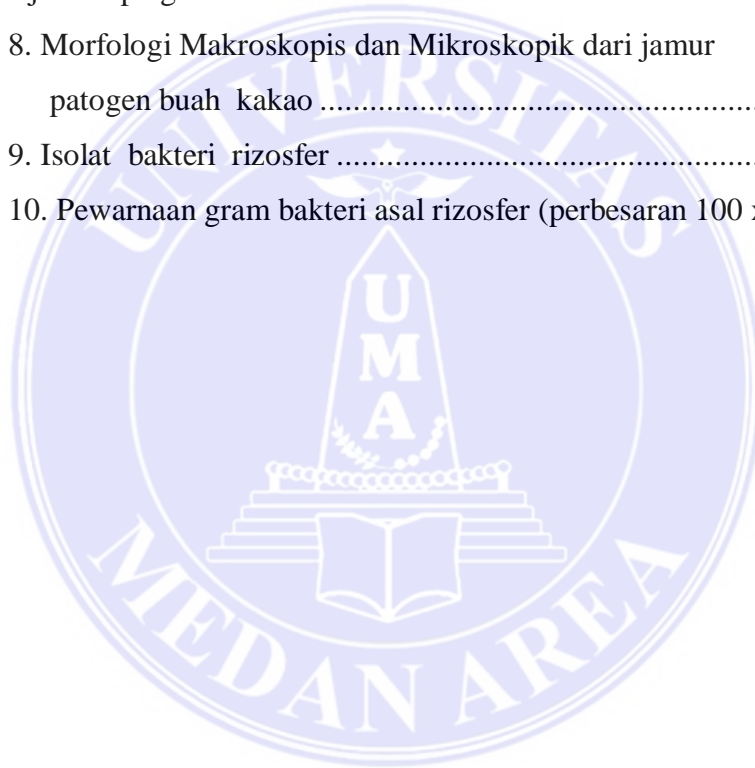 8. Morfologi Makroskopis dan Mikroskopik dari jamur
patogen buah kakao ..................................................
9. Isolat bakteri rizosfer ................................................
10. Pewarnaan gram bakteri asal rizosfer (perbesaran 100 x
UNIVERSITAS
UMA
MEDAN AREA